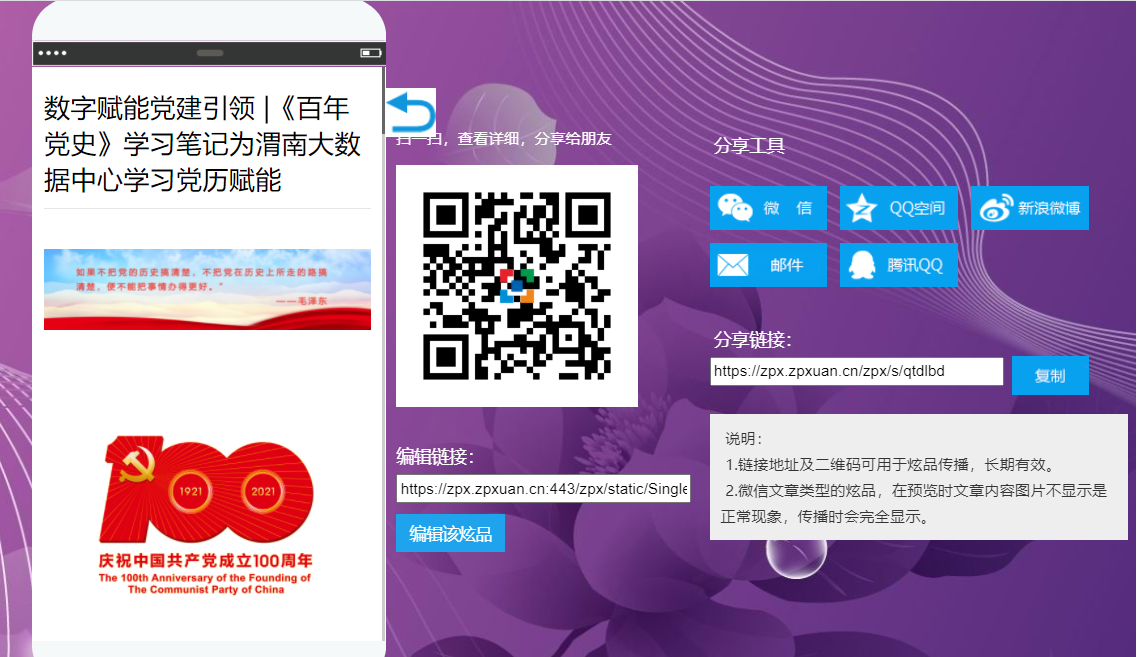 数字赋能党建引领 |《百年
党史》学习笔记为渭南大数
据中心学习党历赋能
如果不把党的历史搞清楚，不把党在历史上所走的路搞
清楚，便不能把事情办得更好。"
——毛泽东
100
1921
2021
庆祝中国共产党成立100周年
The 100th Anniversary of the Founding of
The Communist Party of China
扫一扫，查看详细，分享给朋友
编辑链接：
https://zpx.zpxuan.cn:443/zpx/static/Single
编辑该炫品
分享工具
微 信
QQ空间
新浪微博
邮件
腾讯QQ
分享链接：
https://zpx.zpxuan.cn/zpx/s/qtdlbd
复制
说明：
1.链接地址及二维码可用于炫品传播，长期有效。
2.微信文章类型的炫品，在预览时文章内容图片不显示是
正常现象，传播时会完全显示。